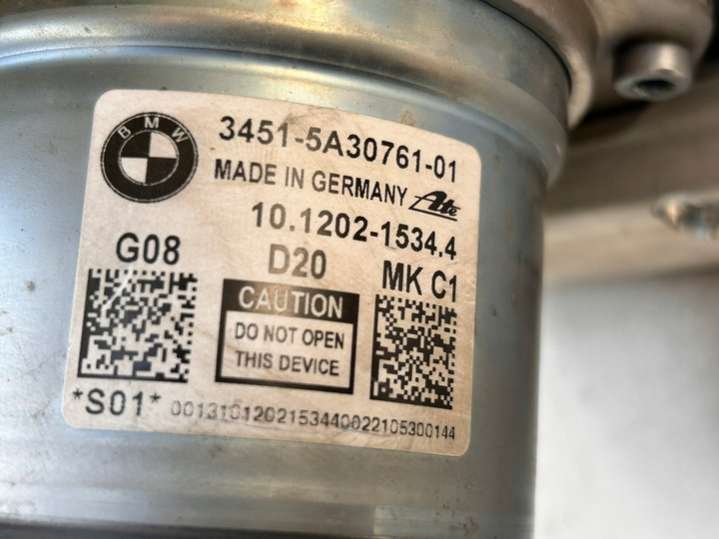 BMW
3451-5A30761-01
MADE IN GERMANY Ate
10.1202-1534.4
G08 D20 MK C1
CAUTION
DO NOT OPEN
THIS DEVICE
*S01* 0013101202153440022105300144